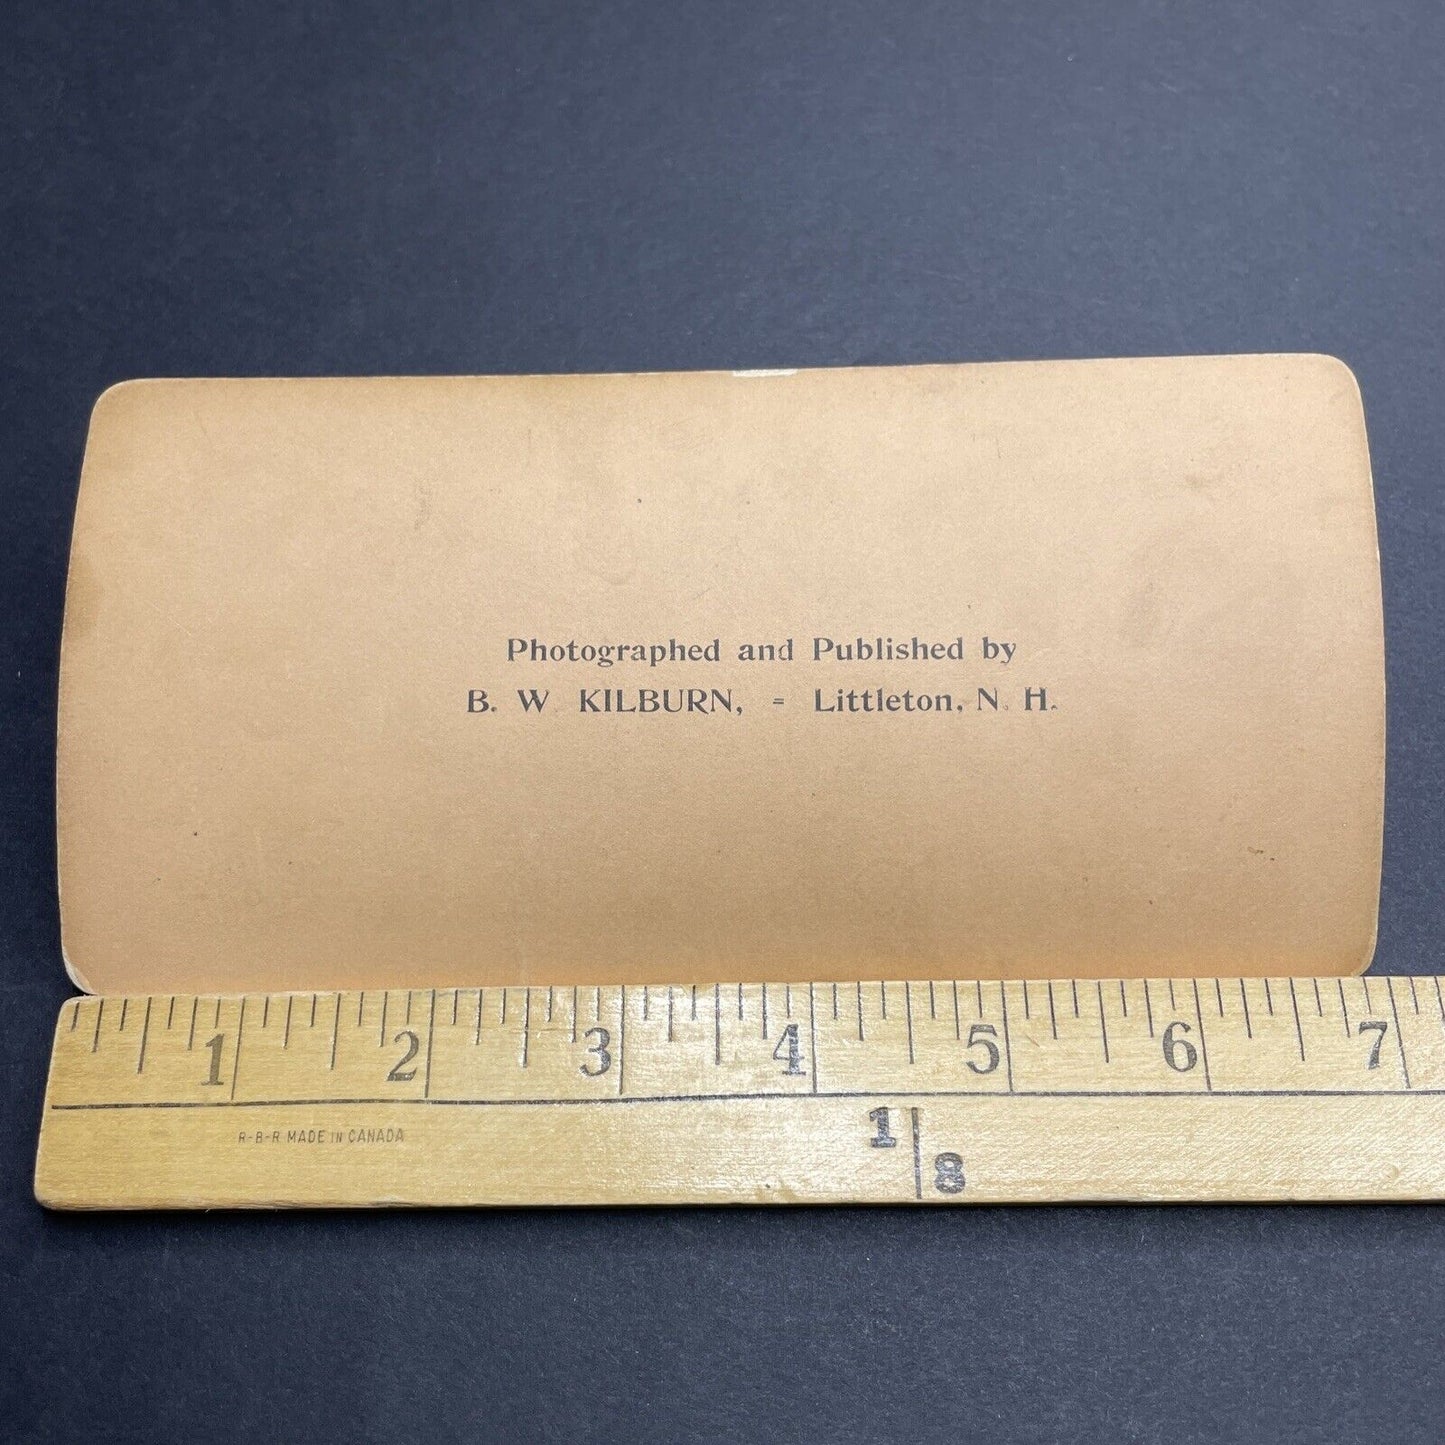 Photographed and Published by
B. W KILBURN, = Littleton, N. H.
1 2 3 4 5 6 7
R-B-R MADE IN CANADA
1
8